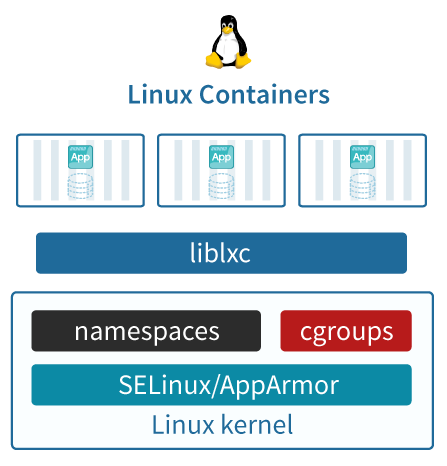 Linux Containers
App App App
liblxc
namespaces cgroups
SELinux/AppArmor
Linux kernel